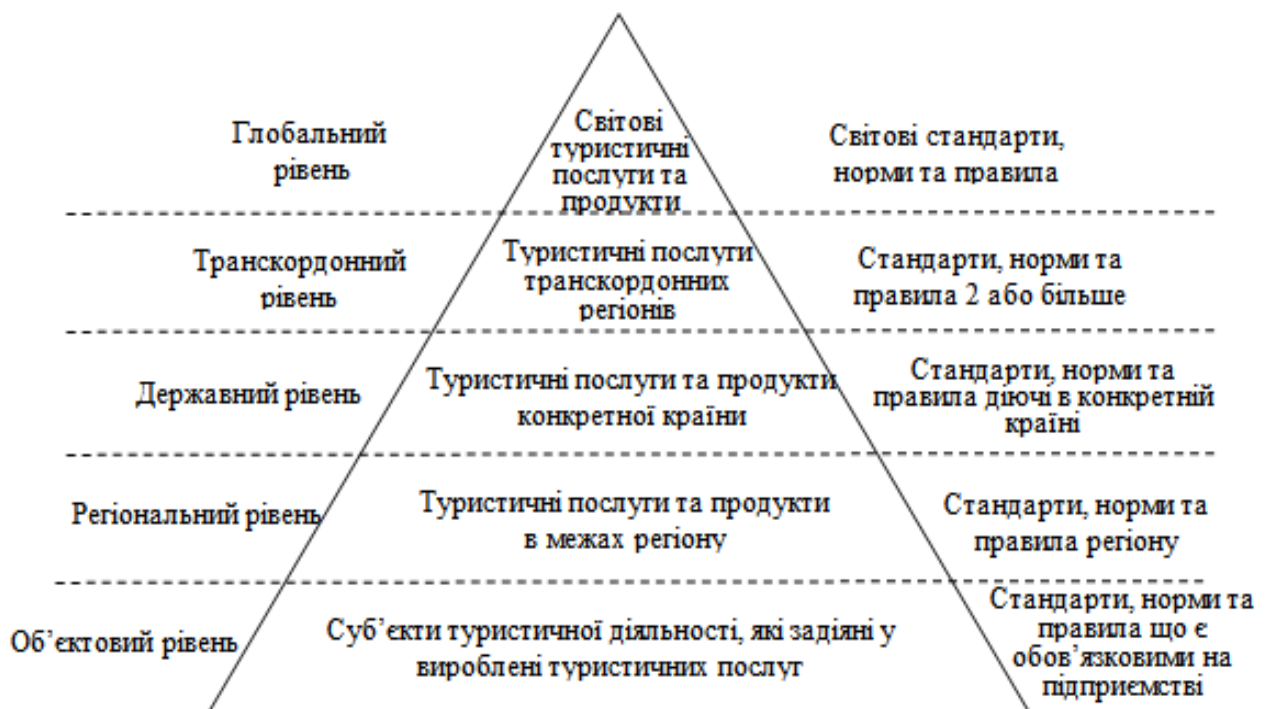 Глобальний
рівень
Світові
туристичні
послуги та
продукти
Світові стандарти,
норми та правила
Транскордонний
рівень
Туристичні послуги
транскордонних
регіонів
Стандарти, норми та
правила 2 або більше
Державний рівень
Туристичні послуги та продукти
конкретної країни
Стандарти, норми та
правила діючі в конкретній
країні
Регіональний рівень
Туристичні послуги та продукти
в межах регіону
Стандарти, норми та
правила регіону
Об’єктовий рівень
Суб’єкти туристичної діяльності, які задіяні у
вироблені туристичних послуг
Стандарти, норми та
правила що є
обов’язковими на
підприємстві